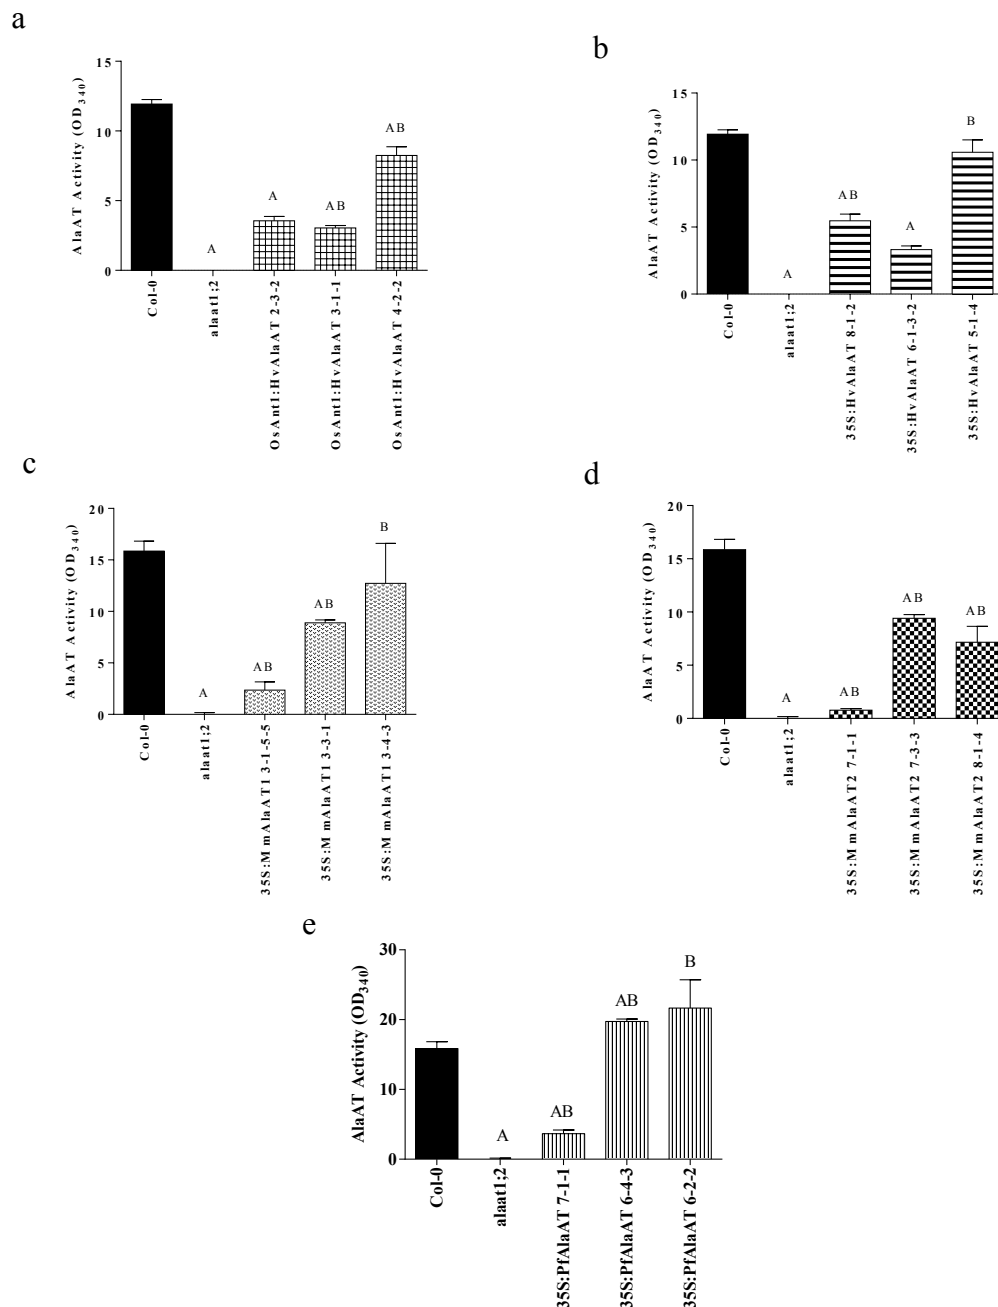 a
AlaAT Activity (OD340)
15
10
5
0
A
A
AB
AB
Col-0
alaat1;2
OsAnt1:HvAlaAT 2-3-2
OsAnt1:HvAlaAT 3-1-1
OsAnt1:HvAlaAT 4-2-2
b
AlaAT Activity (OD340)
15
10
5
0
A
AB
A
B
Col-0
alaat1;2
35S:HvAlaAT 8-1-2
35S:HvAlaAT 6-1-3-2
35S:HvAlaAT 5-1-4
c
AlaAT Activity (OD340)
20
15
10
5
0
A
AB
AB
B
Col-0
alaat1;2
35S:MmAlaAT1 3-1-5-5
35S:MmAlaAT1 3-3-1
35S:MmAlaAT1 3-4-3
d
AlaAT Activity (OD340)
20
15
10
5
0
A
AB
AB
AB
Col-0
alaat1;2
35S:MmAlaAT2 7-1-1
35S:MmAlaAT2 7-3-3
35S:MmAlaAT2 8-1-4
e
AlaAT Activity (OD340)
30
20
10
0
A
AB
AB
B
Col-0
alaat1;2
35S:PfAlaAT 7-1-1
35S:PfAlaAT 6-4-3
35S:PfAlaAT 6-2-2